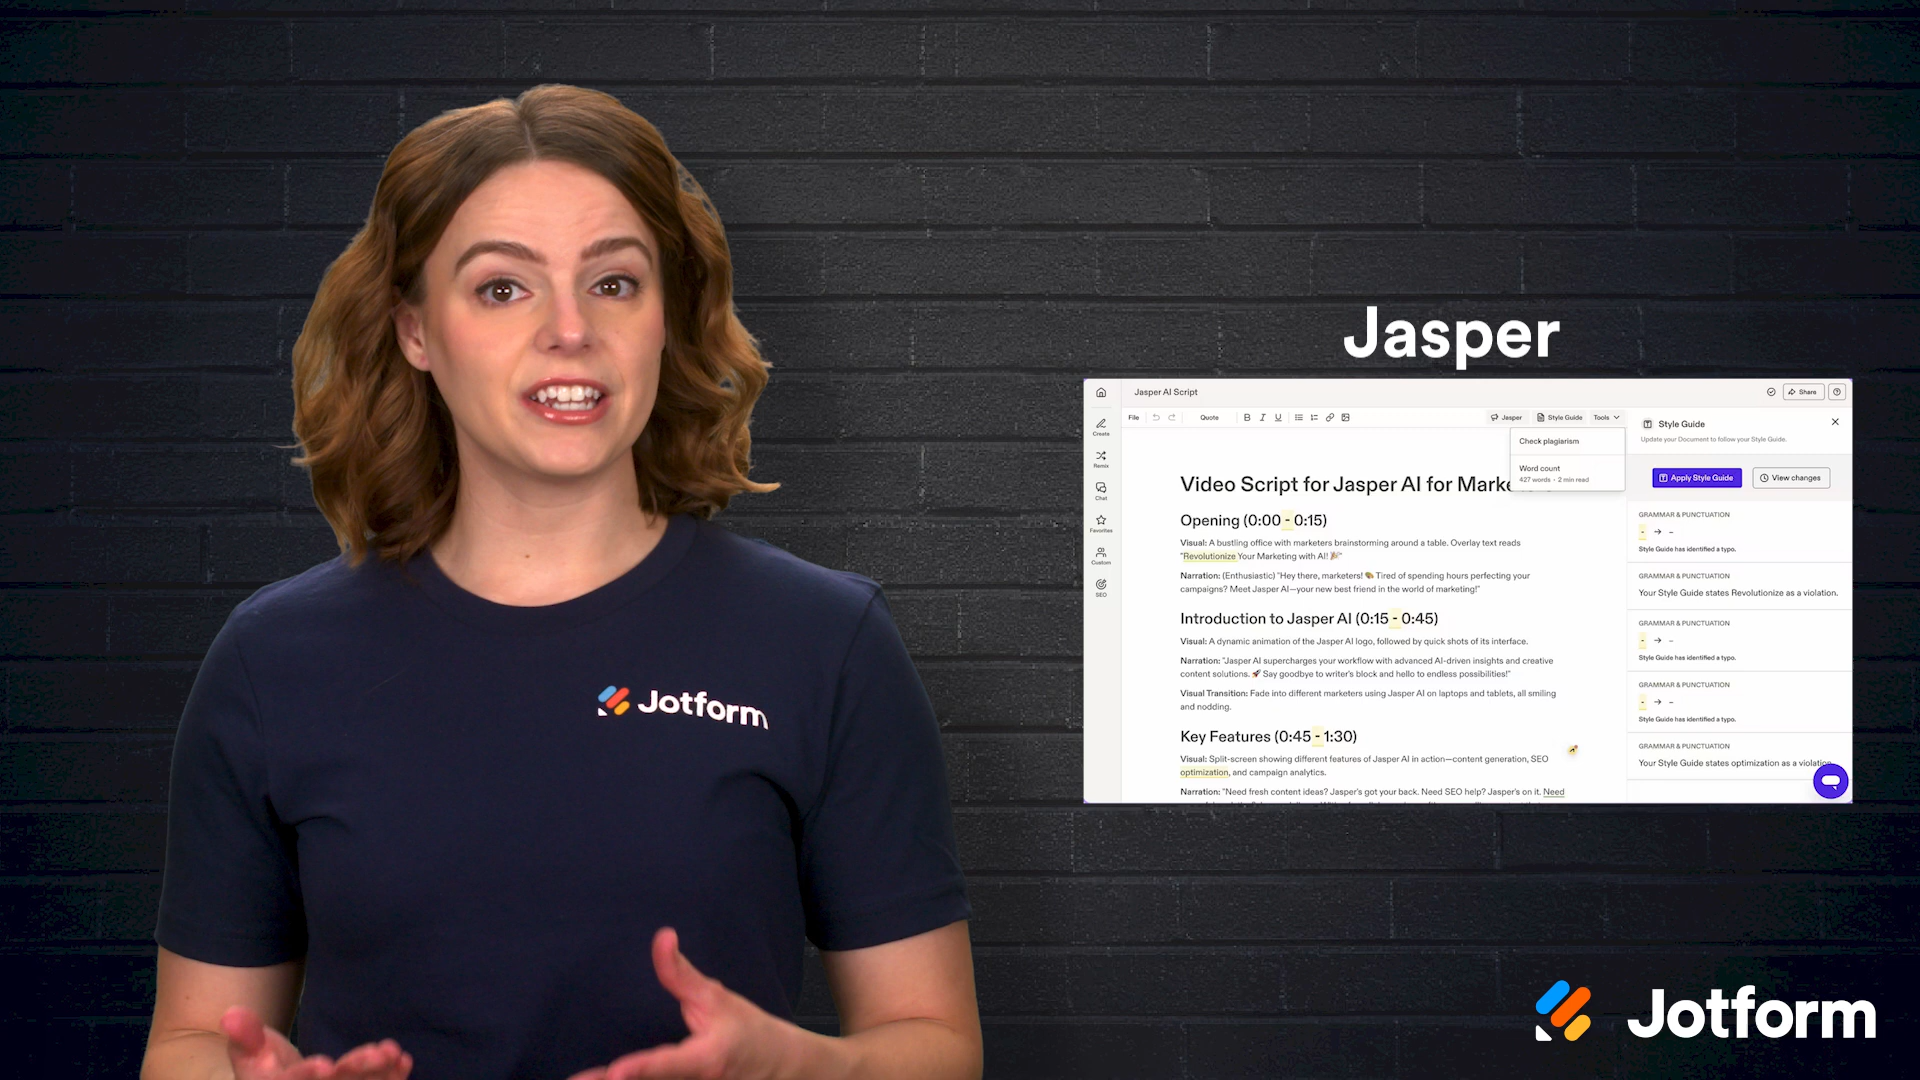 Jotform
Jasper
Jasper AI Script
Share
File
Quote
B I U
Jasper
Style Guide
Tools
Check plagiarism
Word count
427 words • 2 min read
Create
Remix
Chat
Favorites
Custom
SEO
Video Script for Jasper AI for Marke
Opening (0:00 - 0:15)
Visual: A bustling office with marketers brainstorming around a table. Overlay text reads
"Revolutionize Your Marketing with AI! 🎉"
Narration: (Enthusiastic) "Hey there, marketers! 🎨 Tired of spending hours perfecting your
campaigns? Meet Jasper AI—your new best friend in the world of marketing!"
Introduction to Jasper AI (0:15 - 0:45)
Visual: A dynamic animation of the Jasper AI logo, followed by quick shots of its interface.
Narration: "Jasper AI supercharges your workflow with advanced AI-driven insights and creative
content solutions. 🚀 Say goodbye to writer's block and hello to endless possibilities!"
Visual Transition: Fade into different marketers using Jasper AI on laptops and tablets, all smiling
and nodding.
Key Features (0:45 - 1:30)
Visual: Split-screen showing different features of Jasper AI in action—content generation, SEO
optimization, and campaign analytics.
Narration: "Need fresh content ideas? Jasper's got your back. Need SEO help? Jasper's on it. Need
Style Guide
Update your Document to follow your Style Guide.
Apply Style Guide
View changes
GRAMMAR & PUNCTUATION
- → –
Style Guide has identified a typo.
GRAMMAR & PUNCTUATION
Your Style Guide states Revolutionize as a violation.
GRAMMAR & PUNCTUATION
- → –
Style Guide has identified a typo.
GRAMMAR & PUNCTUATION
- → –
Style Guide has identified a typo.
GRAMMAR & PUNCTUATION
Your Style Guide states optimization as a violation.
Jotform